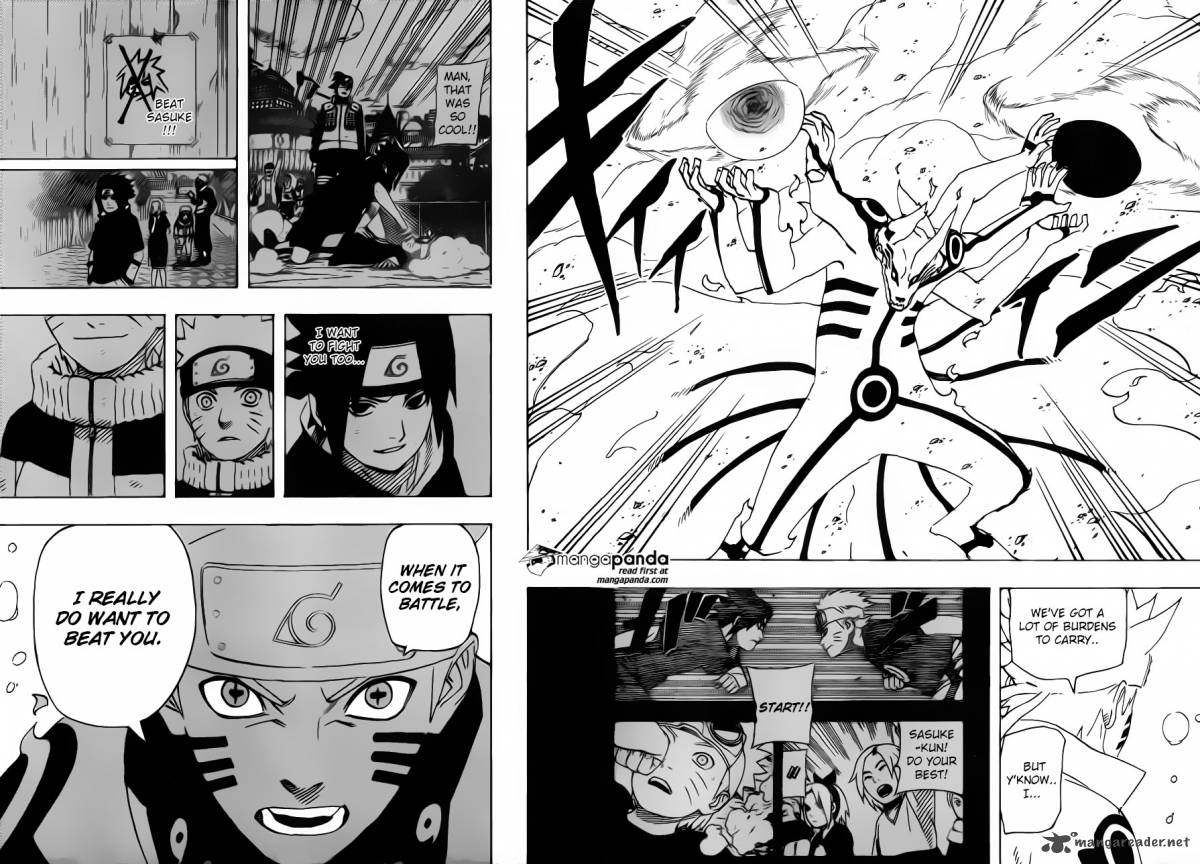 mangapanda
read first at
mangapanda.com
WE'VE GOT A
LOT OF BURDENS
TO CARRY..
BUT
Y'KNOW..
I...
START!!
SASUKE
-KUN!
DO YOUR
BEST!
MAN,
THAT WAS
SO
COOL!!
BEAT
SASUKE
!!!
I WANT
TO FIGHT
YOU TOO...
WHEN IT
COMES TO
BATTLE,
I REALLY
DO WANT TO
BEAT YOU.
mangareader.net